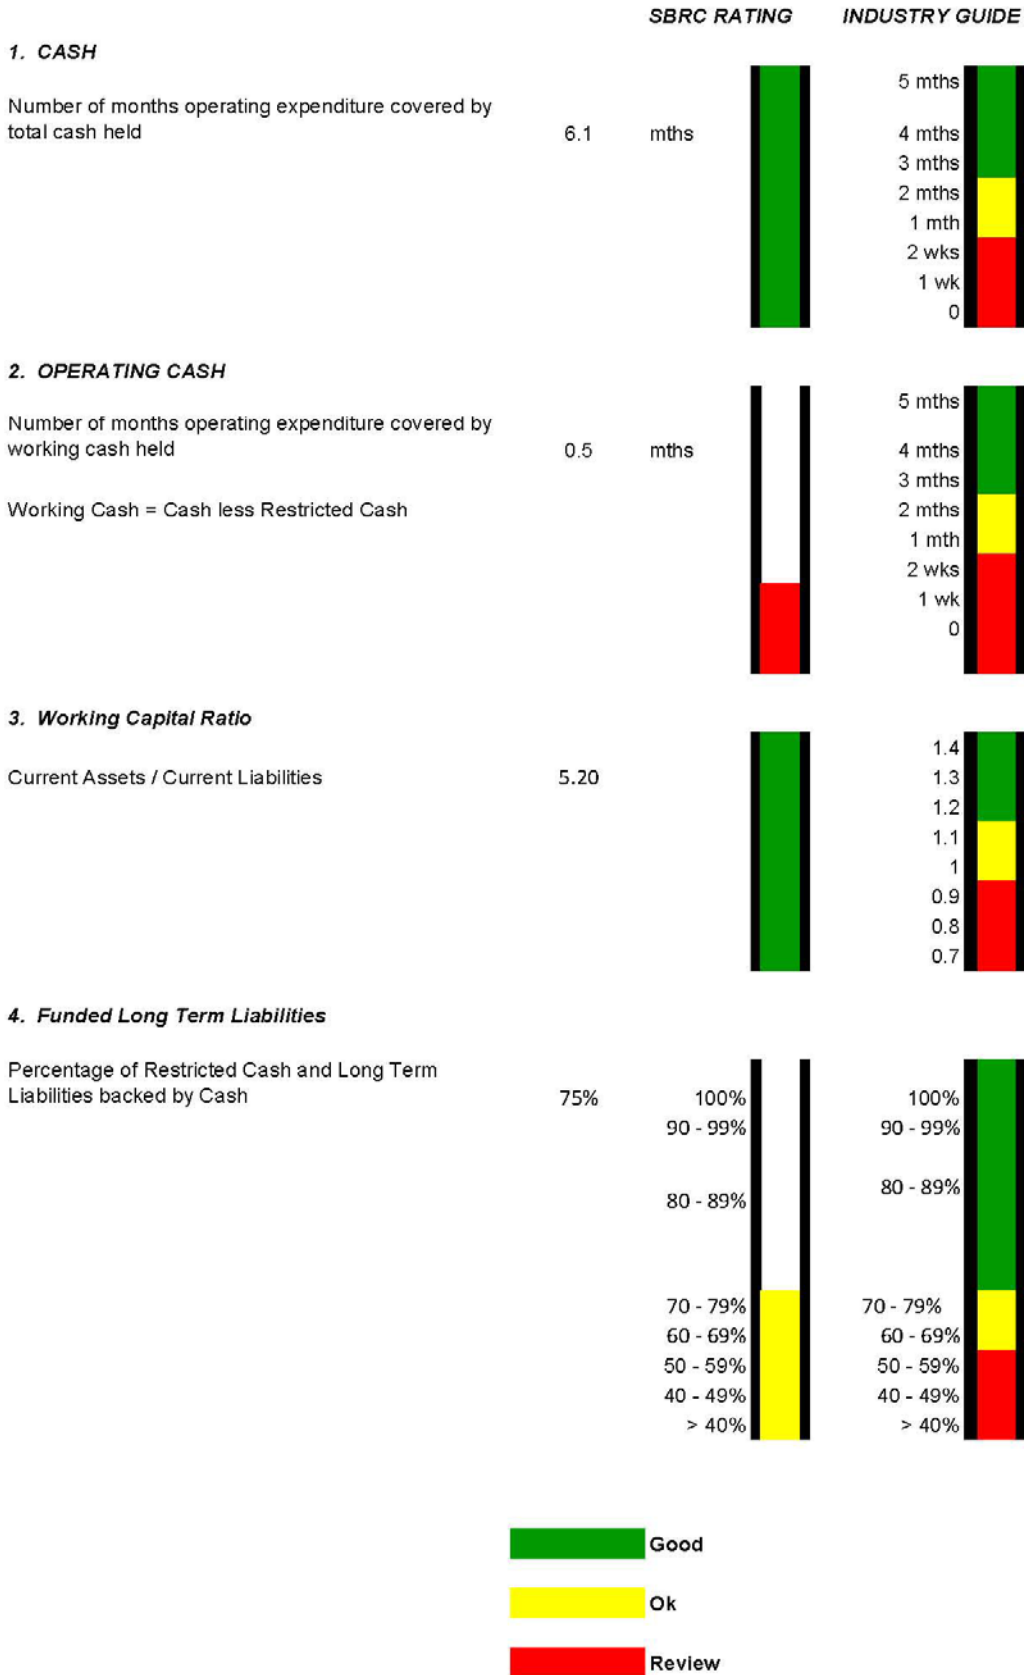 SBRC RATING INDUSTRY GUIDE
1. CASH
Number of months operating expenditure covered by
total cash held
6.1 mths
5 mths
4 mths
3 mths
2 mths
1 mth
2 wks
1 wk
0
2. OPERATING CASH
Number of months operating expenditure covered by
working cash held
0.5 mths
Working Cash = Cash less Restricted Cash
5 mths
4 mths
3 mths
2 mths
1 mth
2 wks
1 wk
0
3. Working Capital Ratio
Current Assets / Current Liabilities
5.20
1.4
1.3
1.2
1.1
1
0.9
0.8
0.7
4. Funded Long Term Liabilities
Percentage of Restricted Cash and Long Term
Liabilities backed by Cash
75%
100% 100%
90 - 99% 90 - 99%
80 - 89% 80 - 89%
70 - 79% 70 - 79%
60 - 69% 60 - 69%
50 - 59% 50 - 59%
40 - 49% 40 - 49%
> 40% > 40%
Good
Ok
Review